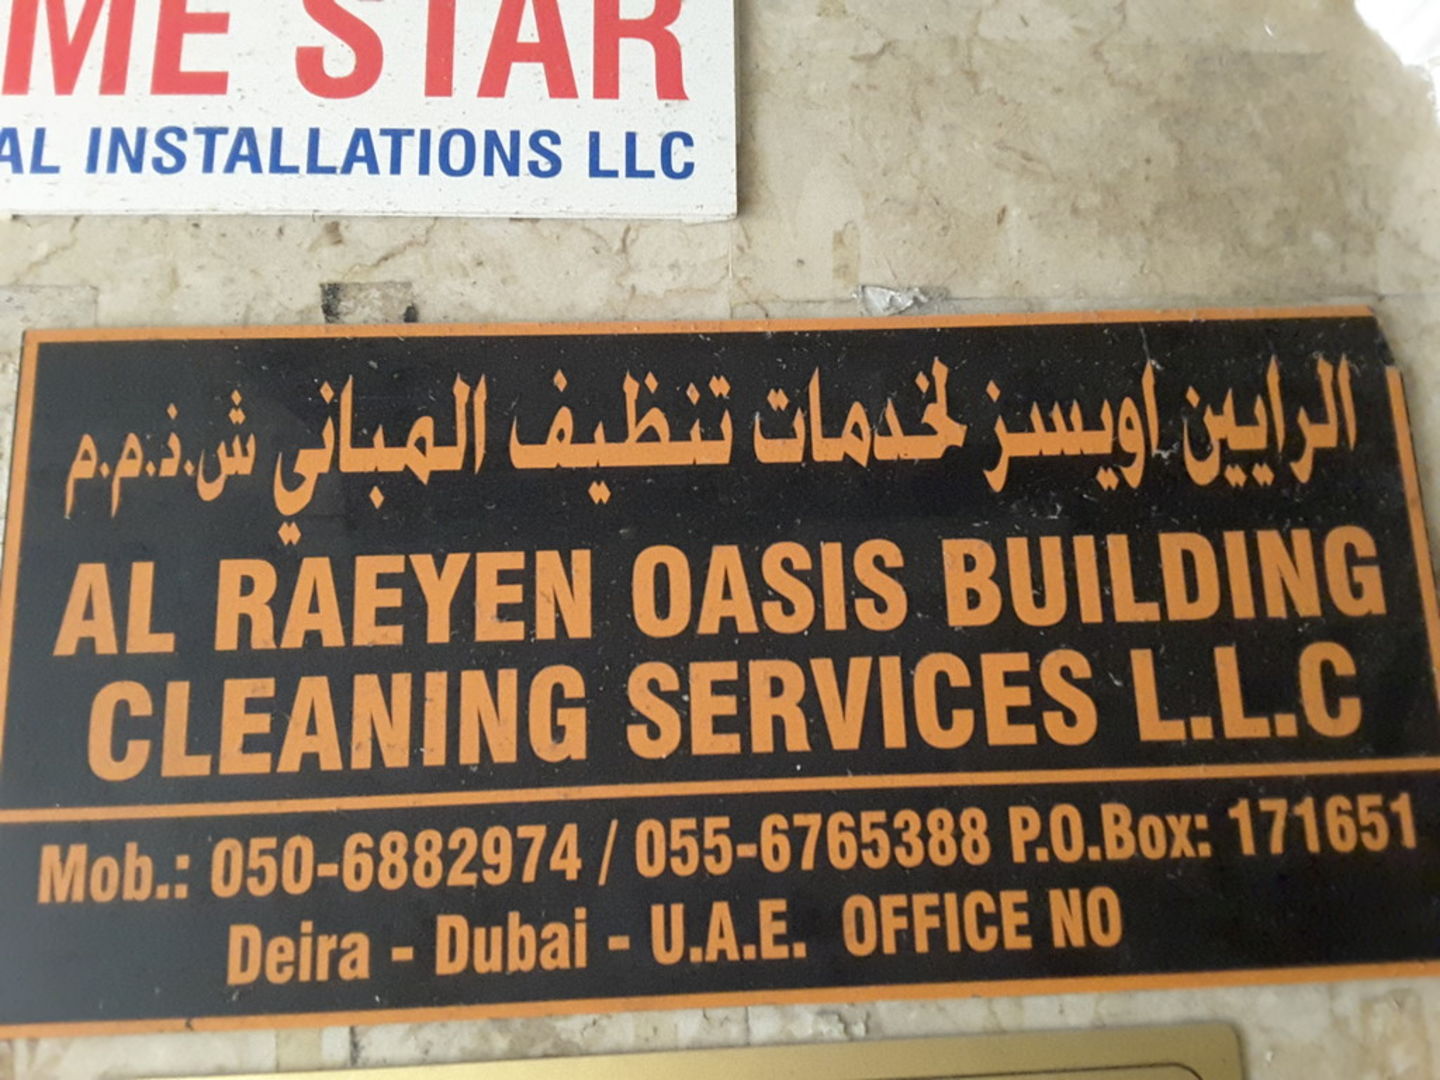 ME STAR
AL INSTALLATIONS LLC
الرايين اويسز لخدمات تنظيف المباني ش.ذ.م.م
AL RAEYEN OASIS BUILDING
CLEANING SERVICES L.L.C
Mob.: 050-6882974 / 055-6765388 P.O.Box: 171651
Deira - Dubai - U.A.E. OFFICE NO